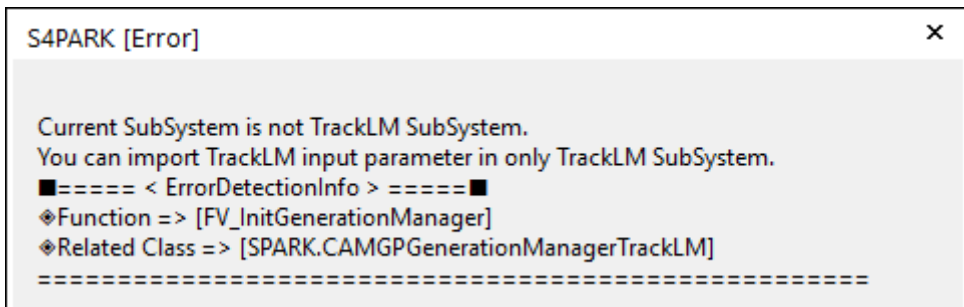 S4PARK [Error]
Current SubSystem is not TrackLM SubSystem.
You can import TrackLM input parameter in only TrackLM SubSystem.
■===== < ErrorDetectionInfo > =====■
◈Function => [FV_InitGenerationManager]
◈Related Class => [SPARK.CAMGPGenerationManagerTrackLM]
====================================================